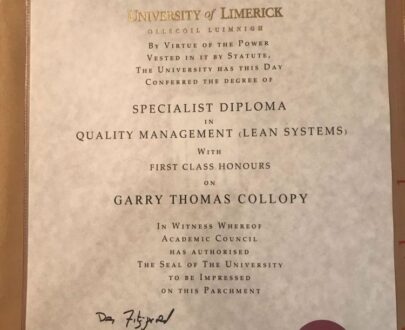 UNIVERSITY of LIMERICK
OLLSCOIL LUIMNIGH
BY VIRTUE OF THE POWER
VESTED IN IT BY STATUTE,
THE UNIVERSITY HAS THIS DAY
CONFERRED THE DEGREE OF
SPECIALIST DIPLOMA
IN
QUALITY MANAGEMENT (LEAN SYSTEMS)
WITH
FIRST CLASS HONOURS
ON
GARRY THOMAS COLLOPY
IN WITNESS WHEREOF
ACADEMIC COUNCIL
HAS AUTHORISED
THE SEAL OF THE UNIVERSITY
TO BE IMPRESSED
ON THIS PARCHMENT